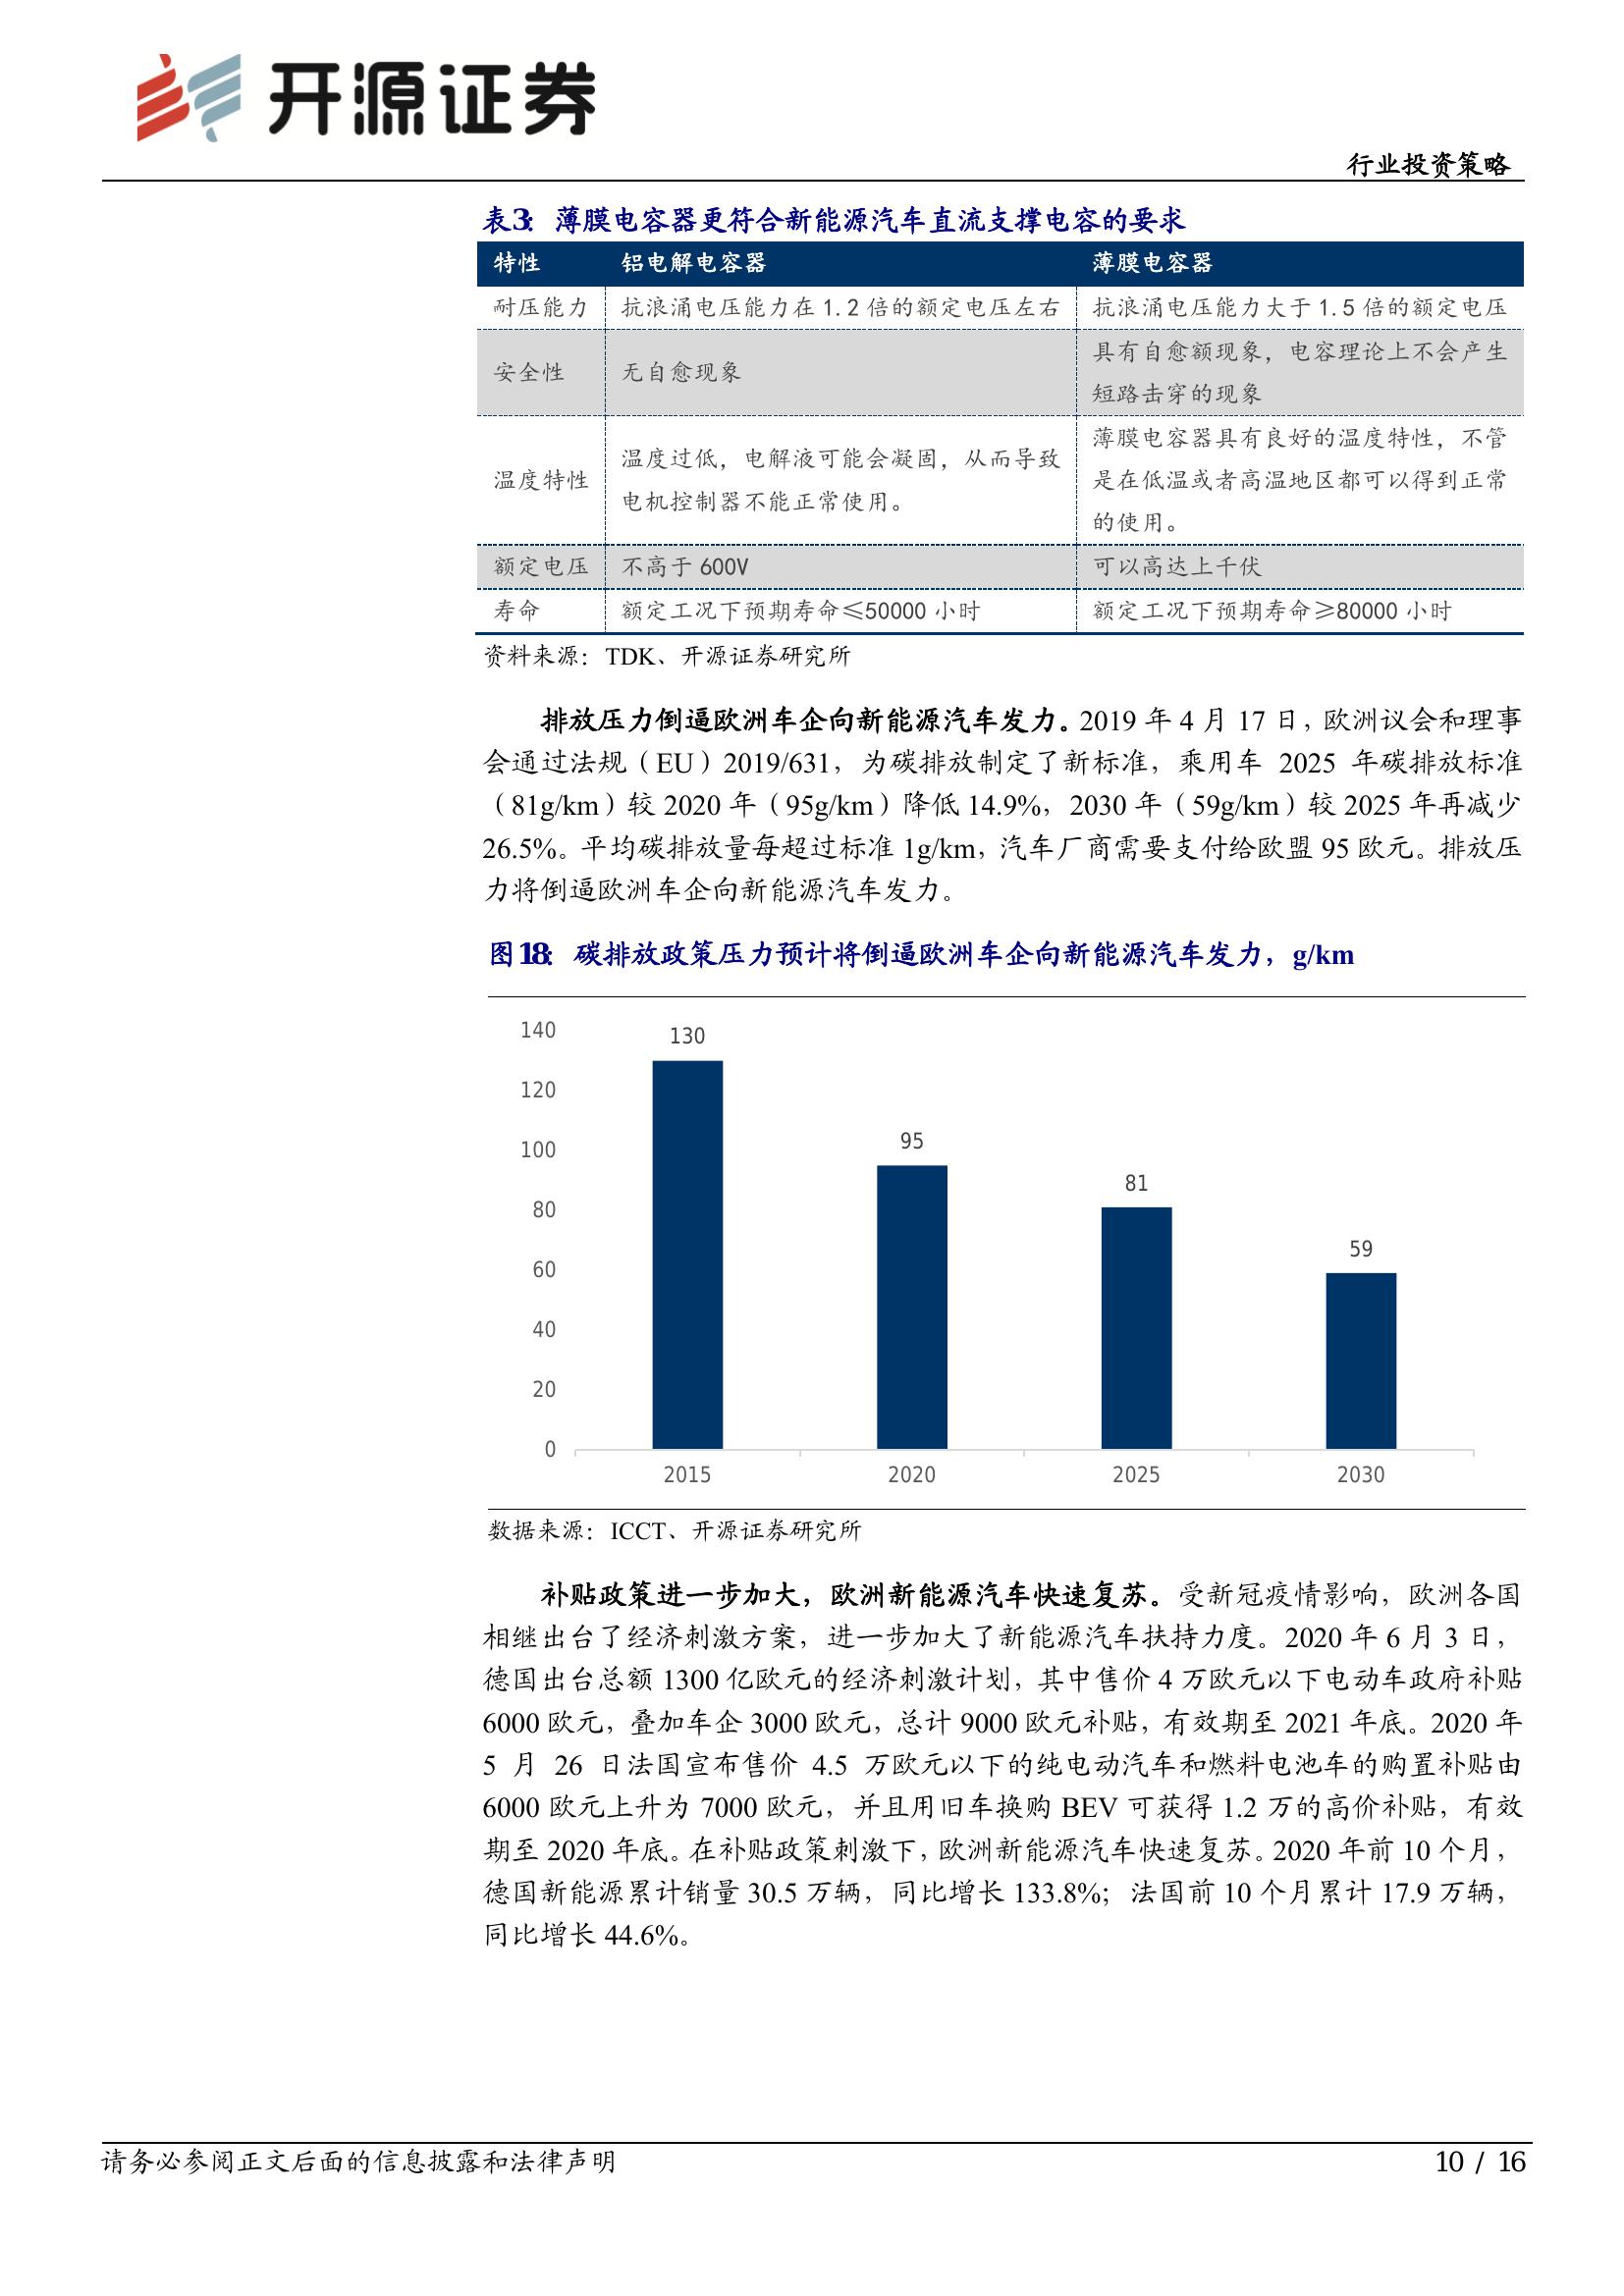 开源证券
行业投资策略
表3: 薄膜电容器更符合新能源汽车直流支撑电容的要求
特性 铝电解电容器 薄膜电容器
耐压能力 抗浪涌电压能力在 1.2 倍的额定电压左右 抗浪涌电压能力大于 1.5 倍的额定电压
安全性 无自愈现象 具有自愈额现象，电容理论上不会产生
短路击穿的现象
温度特性 温度过低，电解液可能会凝固，从而导致
电机控制器不能正常使用。
薄膜电容器具有良好的温度特性，不管
是在低温或者高温地区都可以得到正常
的使用。
额定电压 不高于 600V 可以高达上千伏
寿命 额定工况下预期寿命≤50000 小时 额定工况下预期寿命≥80000 小时
资料来源：TDK、开源证券研究所
排放压力倒逼欧洲车企向新能源汽车发力。2019 年 4 月 17 日，欧洲议会和理事
会通过法规（EU）2019/631，为碳排放制定了新标准，乘用车 2025 年碳排放标准
（81g/km）较 2020 年（95g/km）降低 14.9%，2030 年（59g/km）较 2025 年再减少
26.5%。平均碳排放量每超过标准 1g/km，汽车厂商需要支付给欧盟 95 欧元。排放压
力将倒逼欧洲车企向新能源汽车发力。
图18: 碳排放政策压力预计将倒逼欧洲车企向新能源汽车发力，g/km
140
120
100
80
60
40
20
0
130
95
81
59
2015 2020 2025 2030
数据来源：ICCT、开源证券研究所
补贴政策进一步加大，欧洲新能源汽车快速复苏。受新冠疫情影响，欧洲各国
相继出台了经济刺激方案，进一步加大了新能源汽车扶持力度。2020 年 6 月 3 日，
德国出台总额 1300 亿欧元的经济刺激计划，其中售价 4 万欧元以下电动车政府补贴
6000 欧元，叠加车企 3000 欧元，总计 9000 欧元补贴，有效期至 2021 年底。2020 年
5 月 26 日法国宣布售价 4.5 万欧元以下的纯电动汽车和燃料电池车的购置补贴由
6000 欧元上升为 7000 欧元，并且用旧车换购 BEV 可获得 1.2 万的高价补贴，有效
期至 2020 年底。在补贴政策刺激下，欧洲新能源汽车快速复苏。2020 年前 10 个月，
德国新能源累计销量 30.5 万辆，同比增长 133.8%；法国前 10 个月累计 17.9 万辆，
同比增长 44.6%。
请务必参阅正文后面的信息披露和法律声明 10 / 16